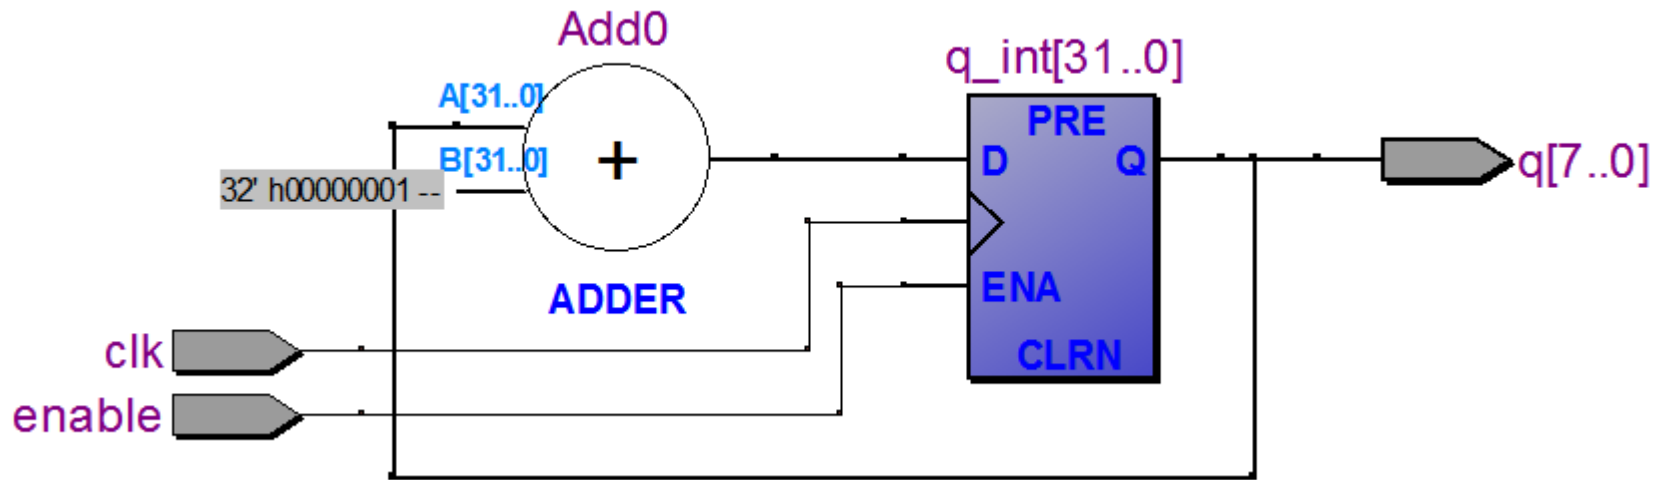 Add0
q_int[31..0]
A[31..0]
PRE
B[31..0]
D
Q
+
q[7..0]
32' h00000001 --
ENA
ADDER
clk
CLRN
enable